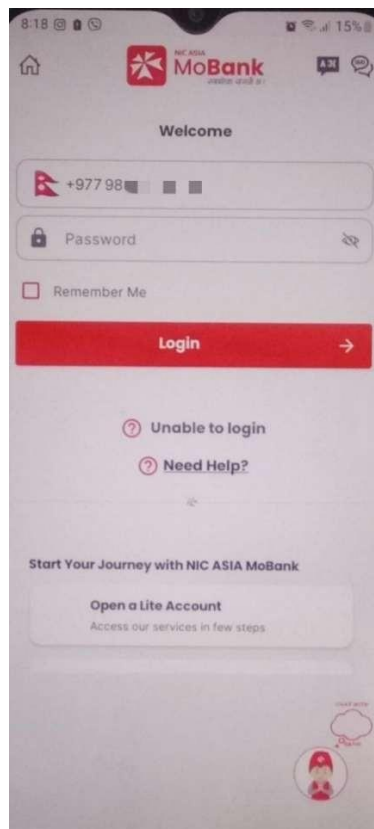 8:18
15%
NIC ASIA
MoBank
Welcome
+977 98
Password
Remember Me
Login
Unable to login
Need Help?
Start Your Journey with NIC ASIA MoBank
Open a Lite Account
Access our services in few steps